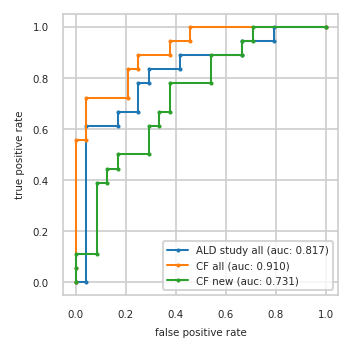 1.0
0.8
0.6
0.4
0.2
0.0
true positive rate
ALD study all (auc: 0.817)
CF all (auc: 0.910)
CF new (auc: 0.731)
0.0 0.2 0.4 0.6 0.8 1.0
false positive rate